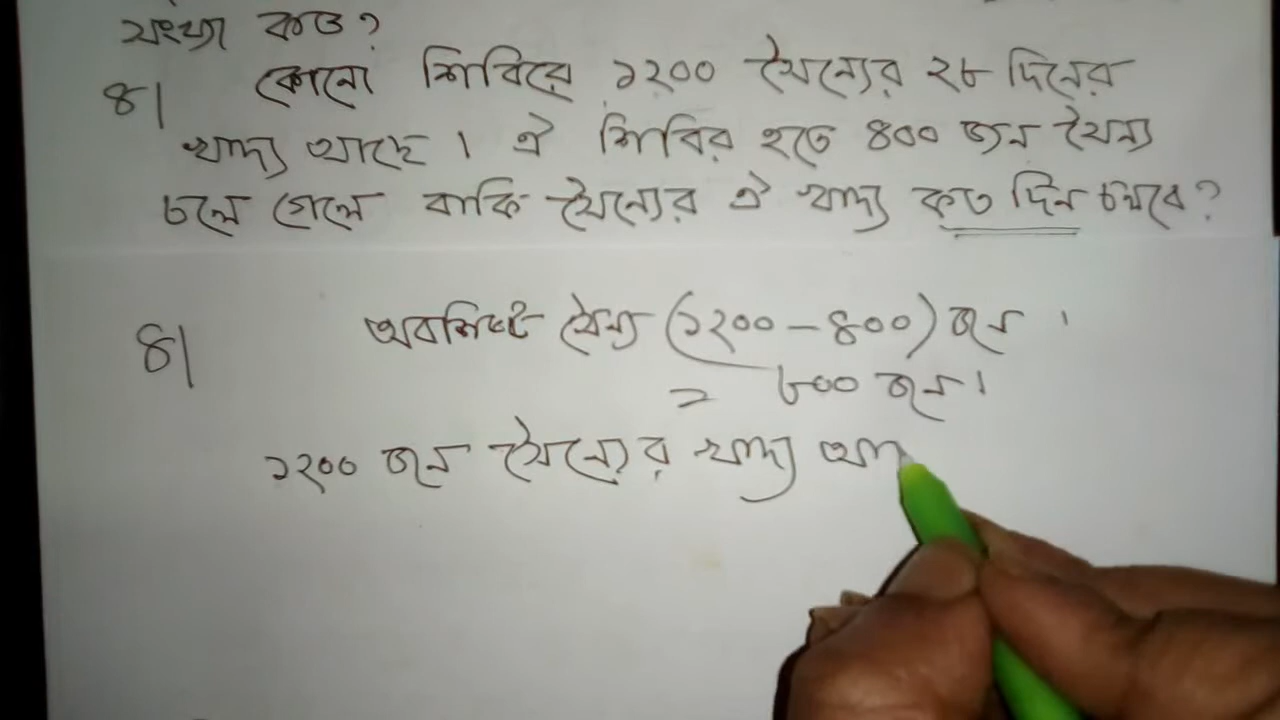 সংখ্যা কত?
৪। কোনো শিবিরে ১২০০ সৈন্যের ২৮ দিনের
খাদ্য আছে। ঐ শিবির হতে ৪০০ জন সৈন্য
চলে গেলে বাকি সৈন্যের ঐ খাদ্য কত দিন চলবে?
৪। অবশিষ্ট সৈন্য (১২০০ – ৪০০) জন।
= ৮০০ জন।
১২০০ জন সৈন্যের খাদ্য আ